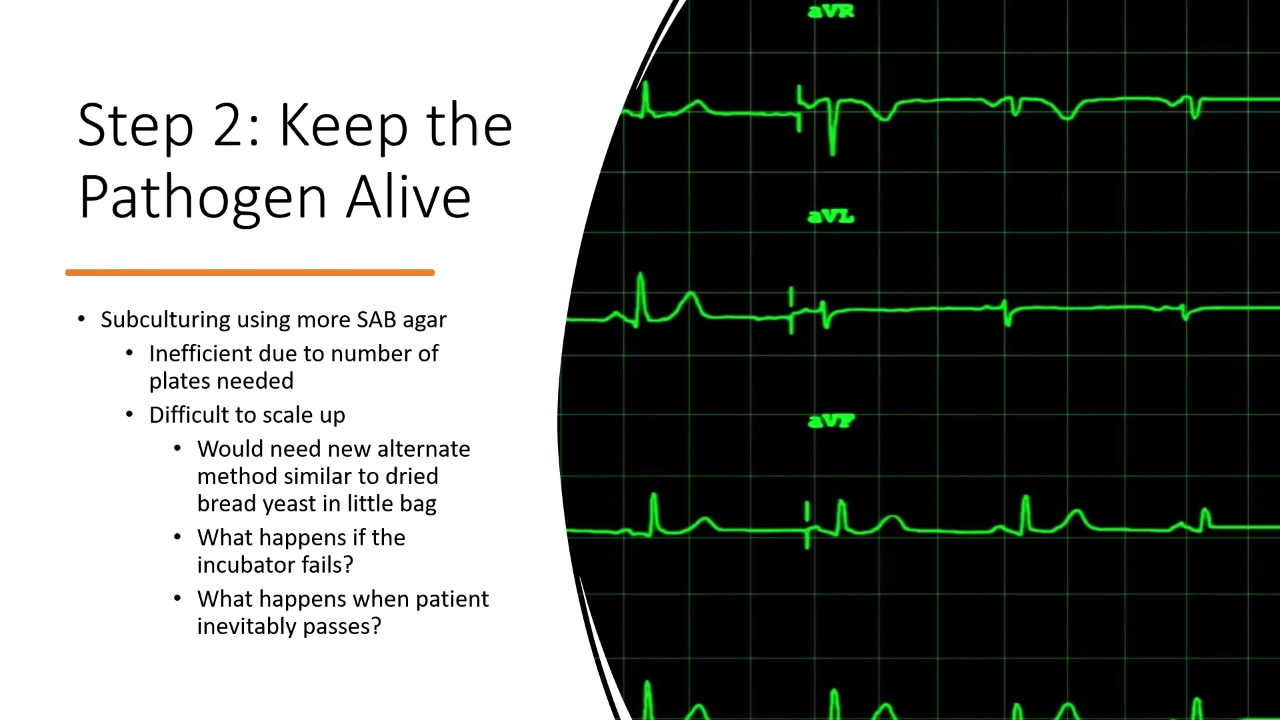 Step 2: Keep the
Pathogen Alive
• Subculturing using more SAB agar
• Inefficient due to number of
plates needed
• Difficult to scale up
• Would need new alternate
method similar to dried
bread yeast in little bag
• What happens if the
incubator fails?
• What happens when patient
inevitably passes?
aVR
aVL
aVF